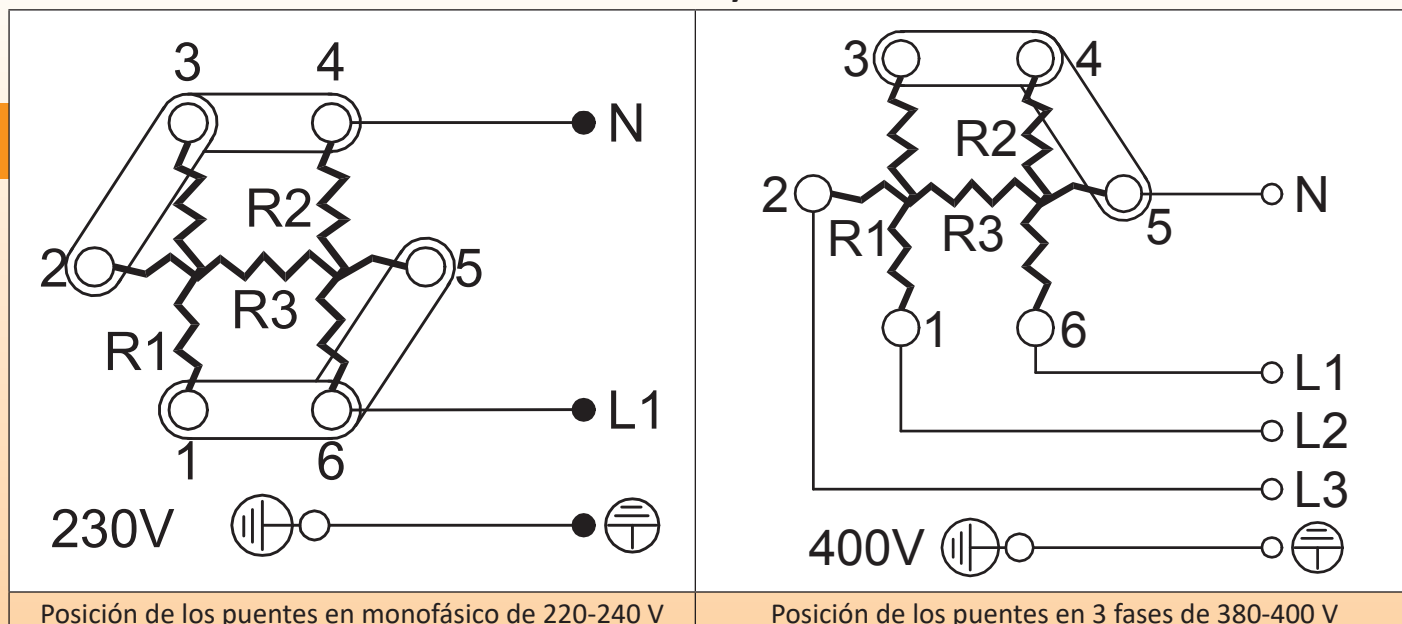 3 4
N
R2
2 5
R3
R1
L1
1 6
230V
3 4
R2
2 N
R1 R3 5
1 6
L1
L2
L3
400V
Posición de los puentes en monofásico de 220-240 V
Posición de los puentes en 3 fases de 380-400 V